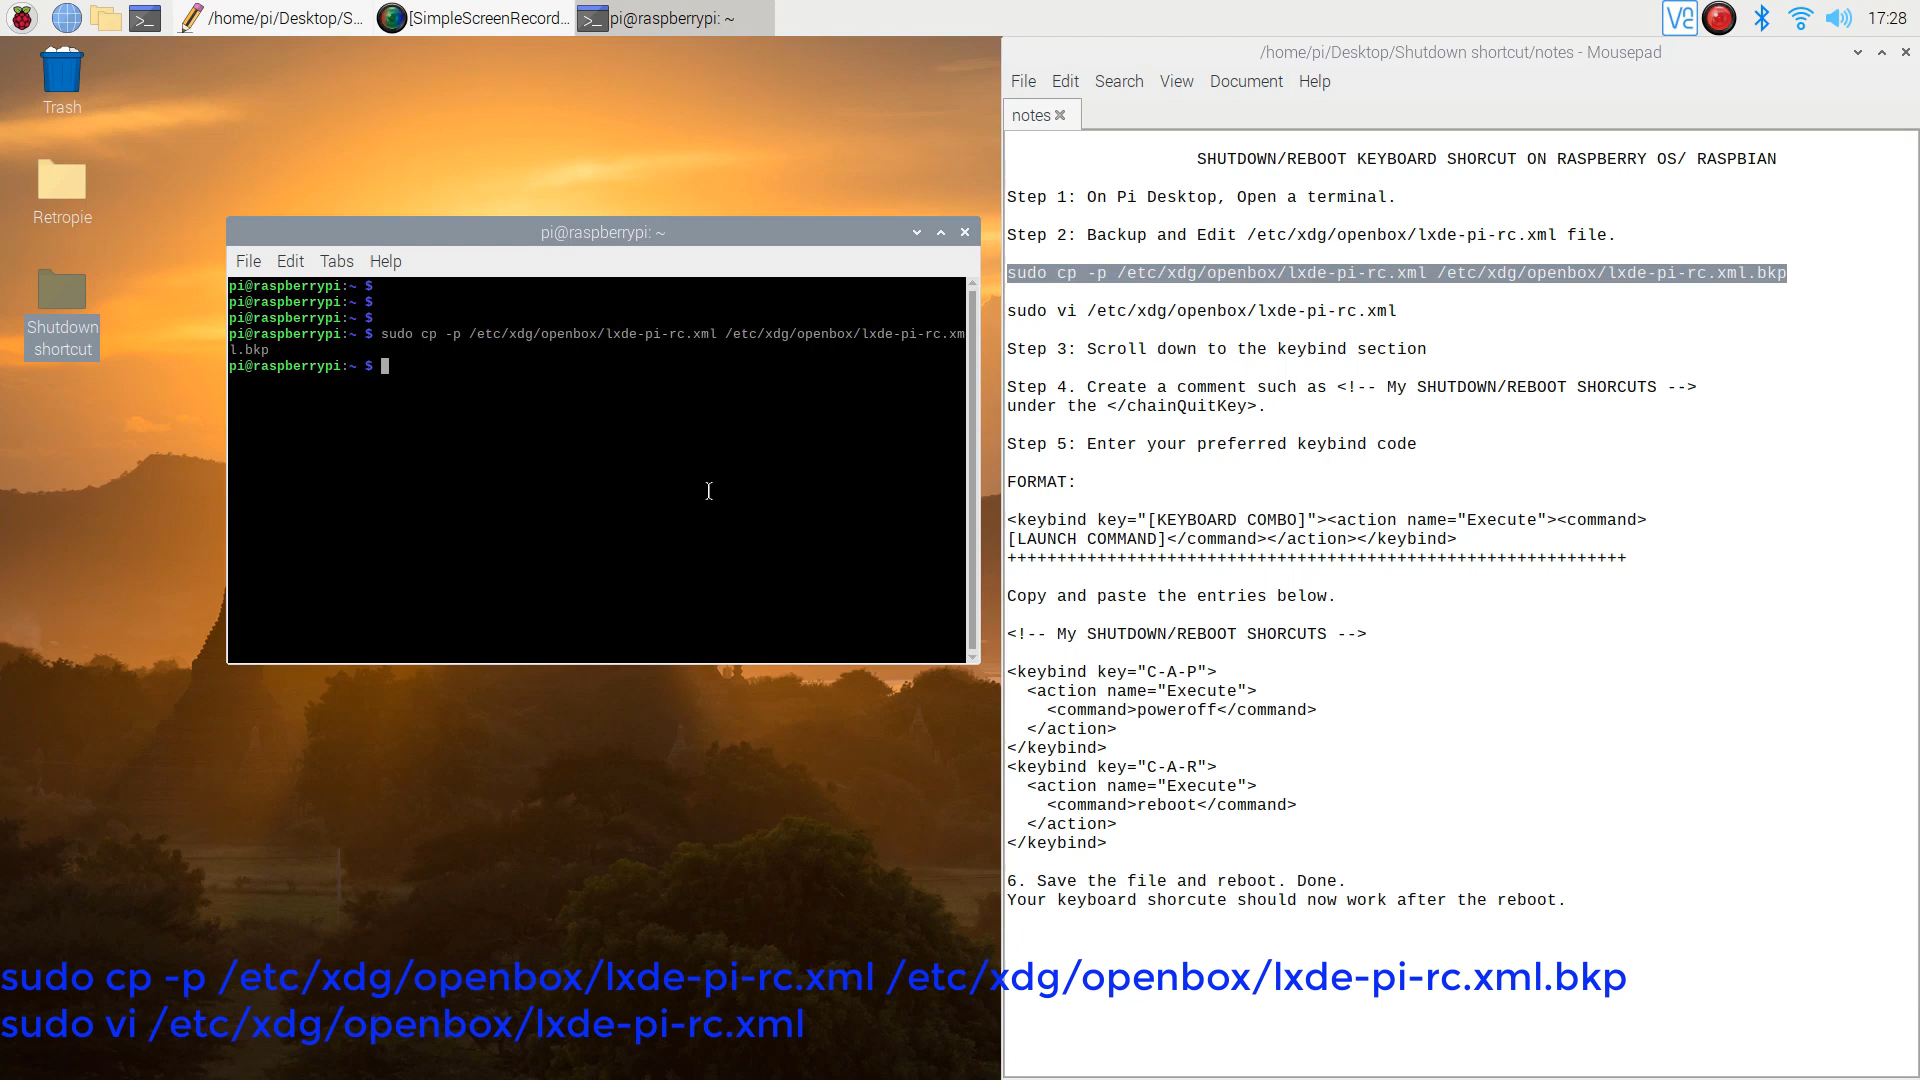 /home/pi/Desktop/S...
[SimpleScreenRecord...
pi@raspberrypi: ~
17:28
Trash
Retropie
Shutdown
shortcut
pi@raspberrypi: ~
File Edit Tabs Help
pi@raspberrypi:~ $
pi@raspberrypi:~ $
pi@raspberrypi:~ $
pi@raspberrypi:~ $ sudo cp -p /etc/xdg/openbox/lxde-pi-rc.xml /etc/xdg/openbox/lxde-pi-rc.xm
l.bkp
pi@raspberrypi:~ $
/home/pi/Desktop/Shutdown shortcut/notes - Mousepad
File Edit Search View Document Help
notes
SHUTDOWN/REBOOT KEYBOARD SHORCUT ON RASPBERRY OS/ RASPBIAN
Step 1: On Pi Desktop, Open a terminal.
Step 2: Backup and Edit /etc/xdg/openbox/lxde-pi-rc.xml file.
sudo cp -p /etc/xdg/openbox/lxde-pi-rc.xml /etc/xdg/openbox/lxde-pi-rc.xml.bkp
sudo vi /etc/xdg/openbox/lxde-pi-rc.xml
Step 3: Scroll down to the keybind section
Step 4. Create a comment such as <!-- My SHUTDOWN/REBOOT SHORCUTS -->
under the </chainQuitKey>.
Step 5: Enter your preferred keybind code
FORMAT:
<keybind key="[KEYBOARD COMBO]"><action name="Execute"><command>
[LAUNCH COMMAND]</command></action></keybind>
++++++++++++++++++++++++++++++++++++++++++++++++++++++++++++++
Copy and paste the entries below.
<!-- My SHUTDOWN/REBOOT SHORCUTS -->
<keybind key="C-A-P">
<action name="Execute">
<command>poweroff</command>
</action>
</keybind>
<keybind key="C-A-R">
<action name="Execute">
<command>reboot</command>
</action>
</keybind>
6. Save the file and reboot. Done.
Your keyboard shorcute should now work after the reboot.
sudo cp -p /etc/xdg/openbox/lxde-pi-rc.xml /etc/xdg/openbox/lxde-pi-rc.xml.bkp
sudo vi /etc/xdg/openbox/lxde-pi-rc.xml